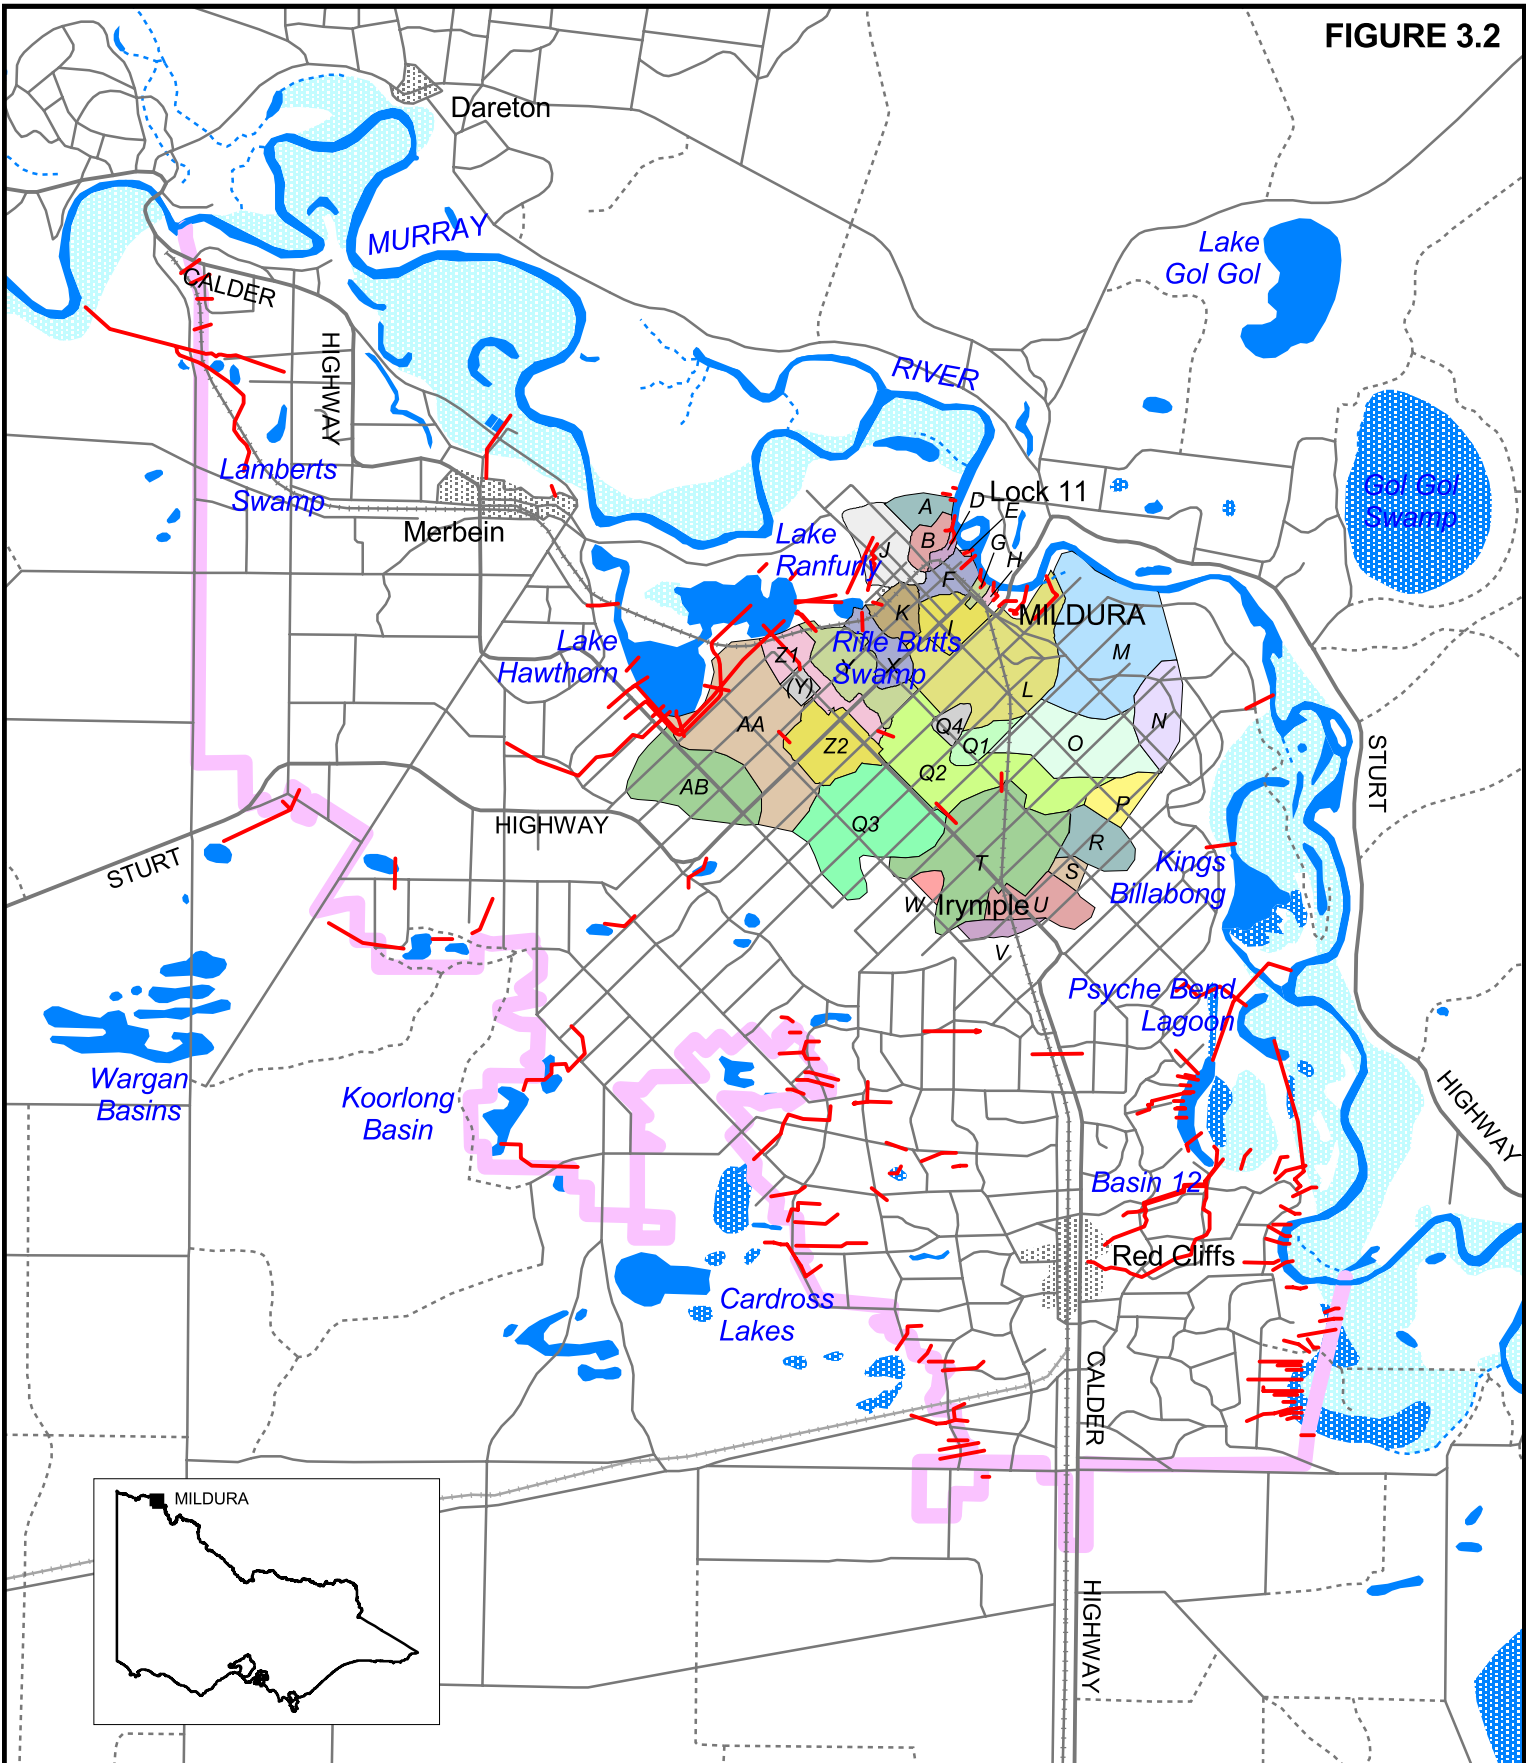 FIGURE 3.2
Dareton
MURRAY
Lake
Gol Gol
CALDER
HIGHWAY
RIVER
Lamberts
Swamp
Merbein
Gol Gol
Swamp
Lock 11
A
D
E
B
G
H
J
F
Lake
Ranfurly
K
I
MILDURA
Lake
Hawthorn
Rifle Butts
Swamp
Z1
Y
X
(Y)
M
L
N
AA
Z2
Q4
Q1
O
Q2
STURT
AB
P
HIGHWAY
Q3
R
STURT
T
S
Kings
Billabong
W
Irymple
U
V
Psyche Bend
Lagoon
Wargan
Basins
Koorlong
Basin
HIGHWAY
Basin 12
Red Cliffs
Cardross
Lakes
CALDER
MILDURA
HIGHWAY